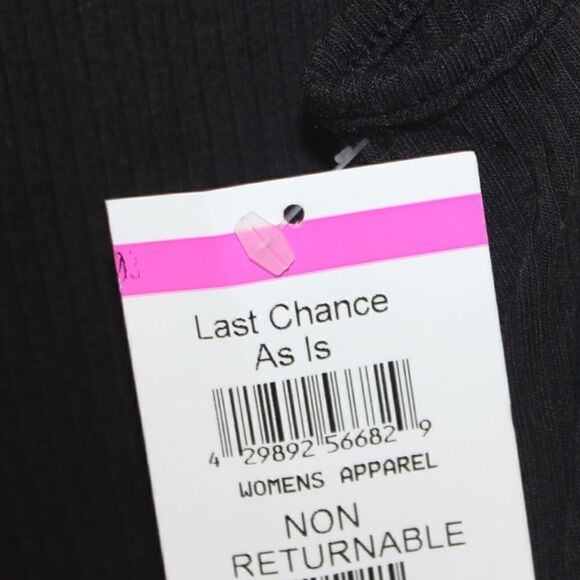 Last Chance
As Is
4 29892 56682 9
WOMENS APPAREL
NON
RETURNABLE